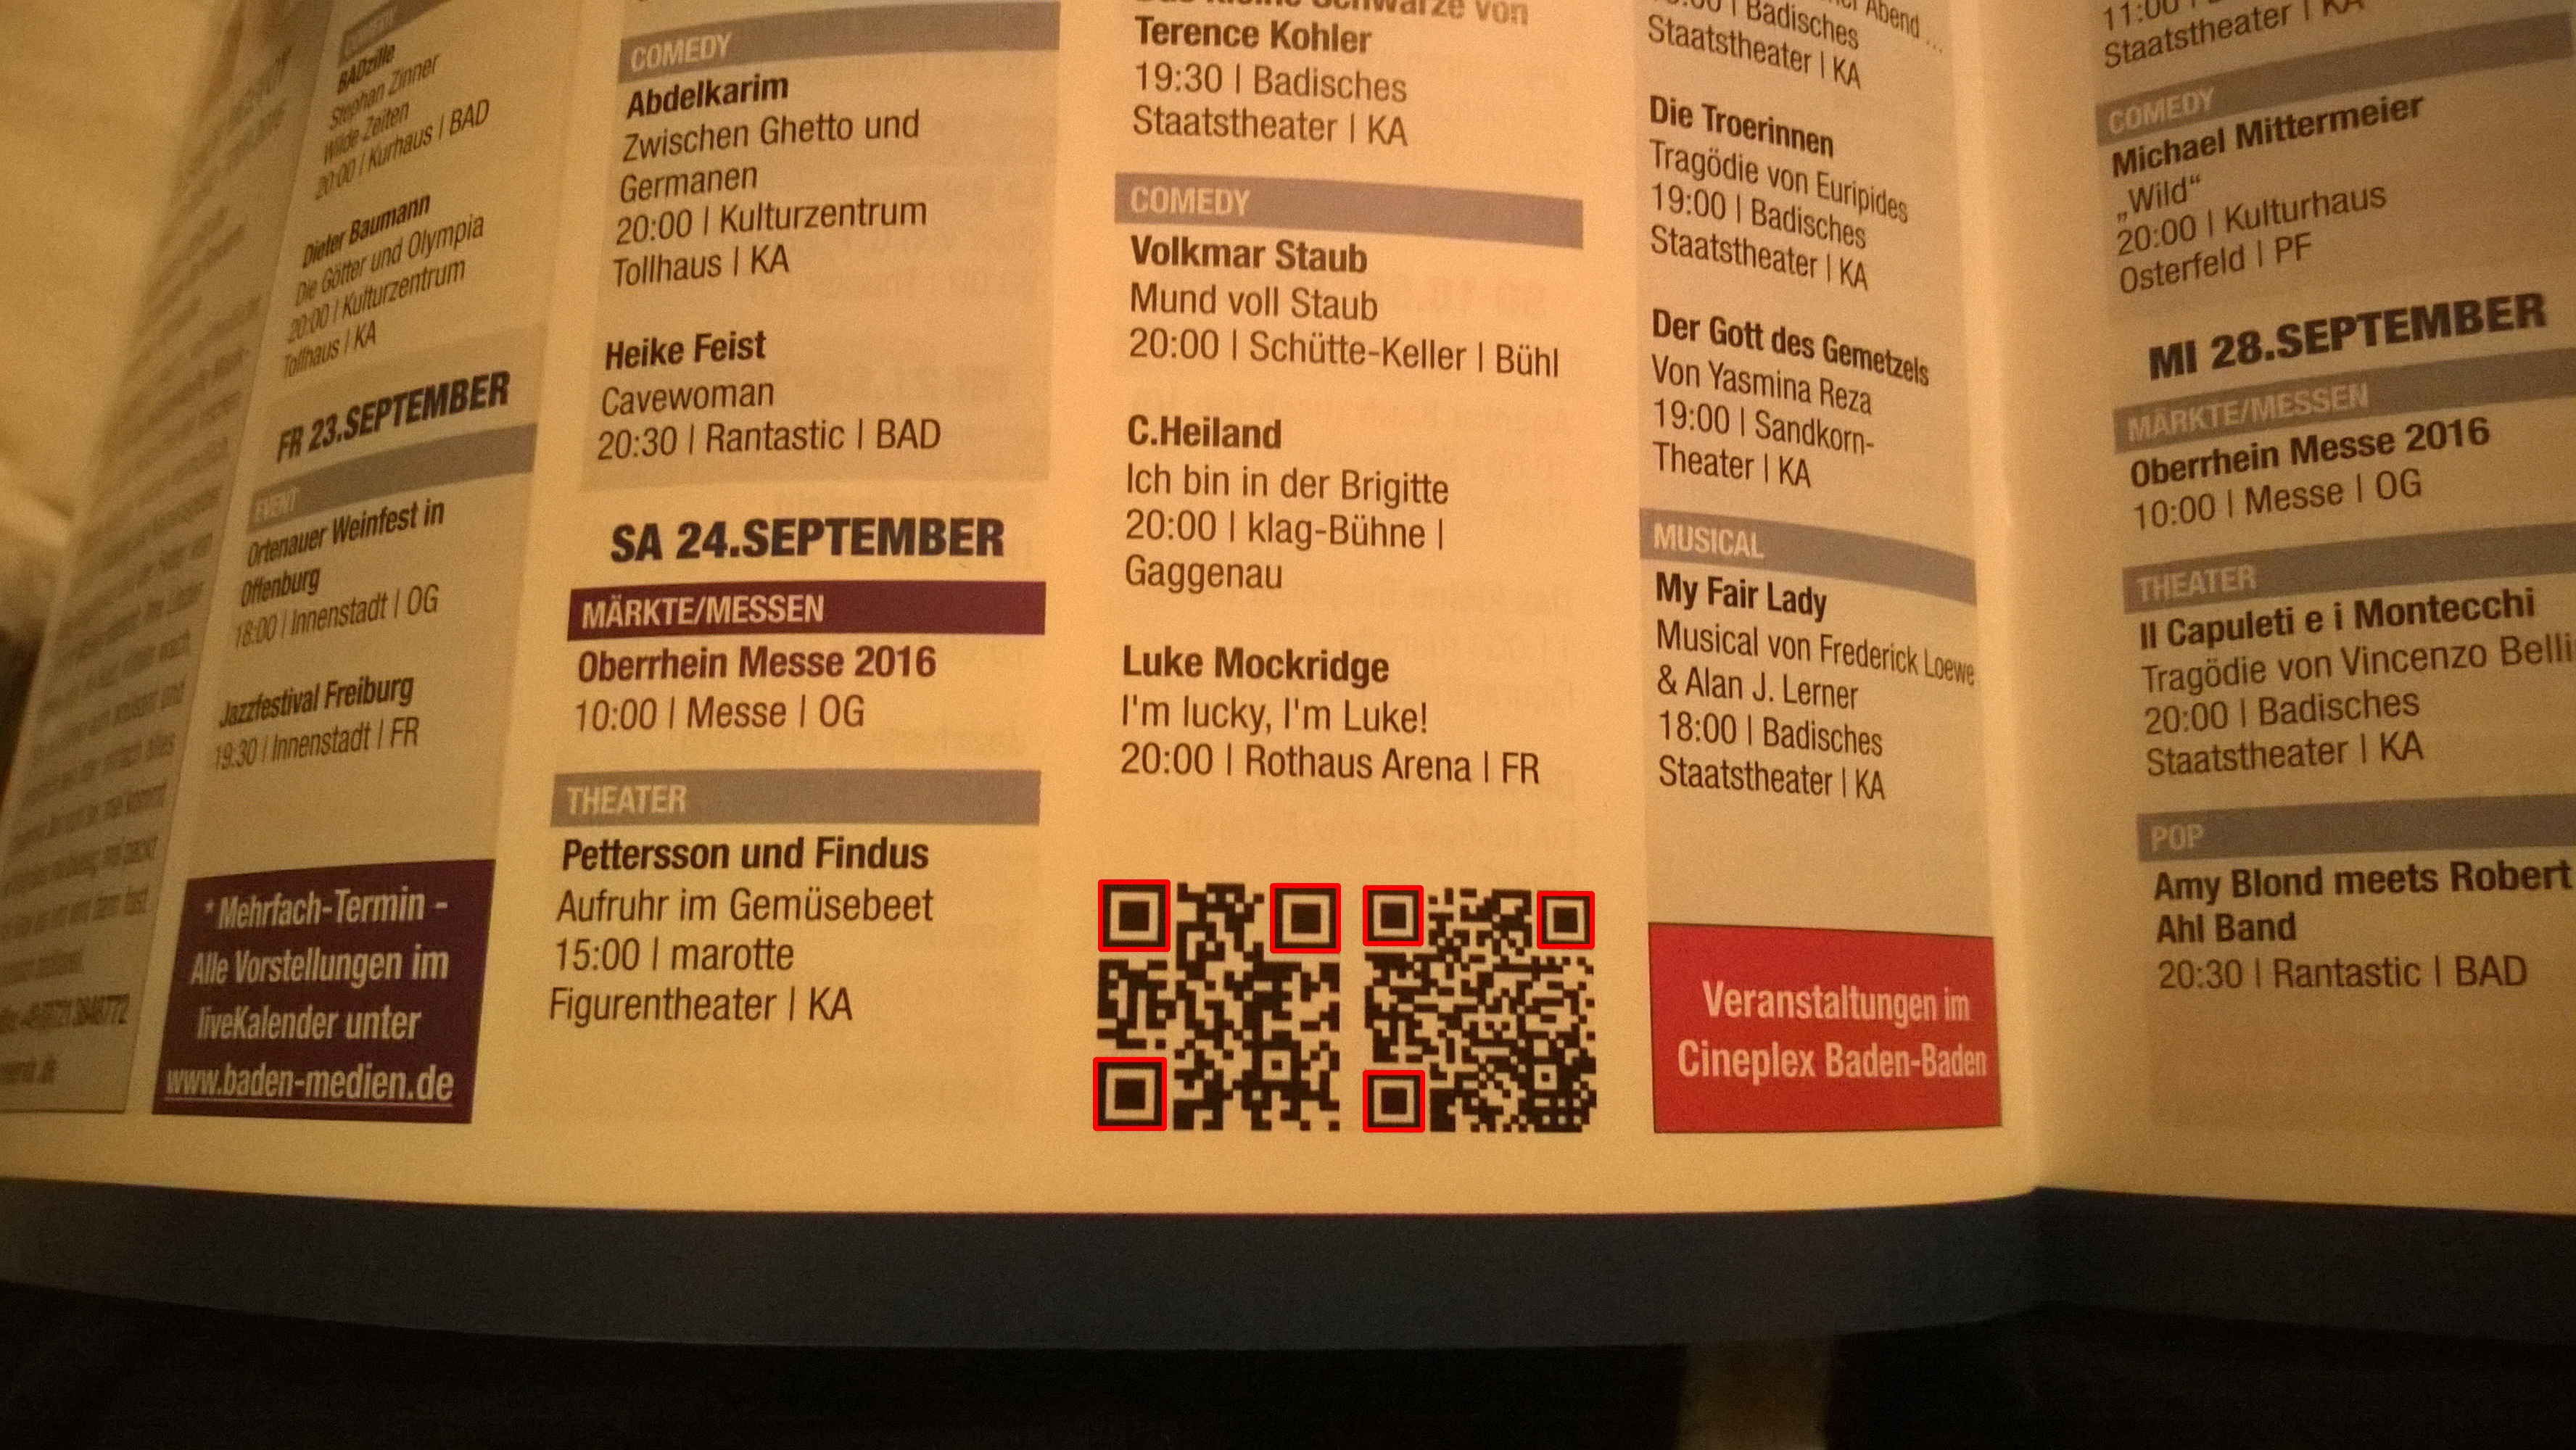 COMEDY
BADzille
Stephan Zinner
Wilde Zeiten
20:00 | Kurhaus | BAD
Dieter Baumann
Die Götter und Olympia
20:00 | Kulturzentrum
Tollhaus | KA
FR 23.SEPTEMBER
EVENT
Ortenauer Weinfest in
Offenburg
18:00 | Innenstadt | OG
Jazzfestival Freiburg
19:30 | Innenstadt | FR
* Mehrfach-Termin -
Alle Vorstellungen im
liveKalender unter
www.baden-medien.de
COMEDY
Abdelkarim
Zwischen Ghetto und
Germanen
20:00 | Kulturzentrum
Tollhaus | KA
Heike Feist
Cavewoman
20:30 | Rantastic | BAD
SA 24.SEPTEMBER
MÄRKTE/MESSEN
Oberrhein Messe 2016
10:00 | Messe | OG
THEATER
Pettersson und Findus
Aufruhr im Gemüsebeet
15:00 | marotte
Figurentheater | KA
Das kleine Schwarze von
Terence Kohler
19:30 | Badisches
Staatstheater | KA
COMEDY
Volkmar Staub
Mund voll Staub
20:00 | Schütte-Keller | Bühl
C.Heiland
Ich bin in der Brigitte
20:00 | klag-Bühne |
Gaggenau
Luke Mockridge
I'm lucky, I'm Luke!
20:00 | Rothaus Arena | FR
Abend ...
| Badisches
Staatstheater | KA
Die Troerinnen
Tragödie von Euripides
19:00 | Badisches
Staatstheater | KA
Der Gott des Gemetzels
Von Yasmina Reza
19:00 | Sandkorn-
Theater | KA
MUSICAL
My Fair Lady
Musical von Frederick Loewe
& Alan J. Lerner
18:00 | Badisches
Staatstheater | KA
Veranstaltungen im
Cineplex Baden-Baden
11:00 |
Staatstheater | KA
COMEDY
Michael Mittermeier
„Wild“
20:00 | Kulturhaus
Osterfeld | PF
MI 28.SEPTEMBER
MÄRKTE/MESSEN
Oberrhein Messe 2016
10:00 | Messe | OG
THEATER
Il Capuleti e i Montecchi
Tragödie von Vincenzo Belli
20:00 | Badisches
Staatstheater | KA
POP
Amy Blond meets Robert
Ahl Band
20:30 | Rantastic | BAD